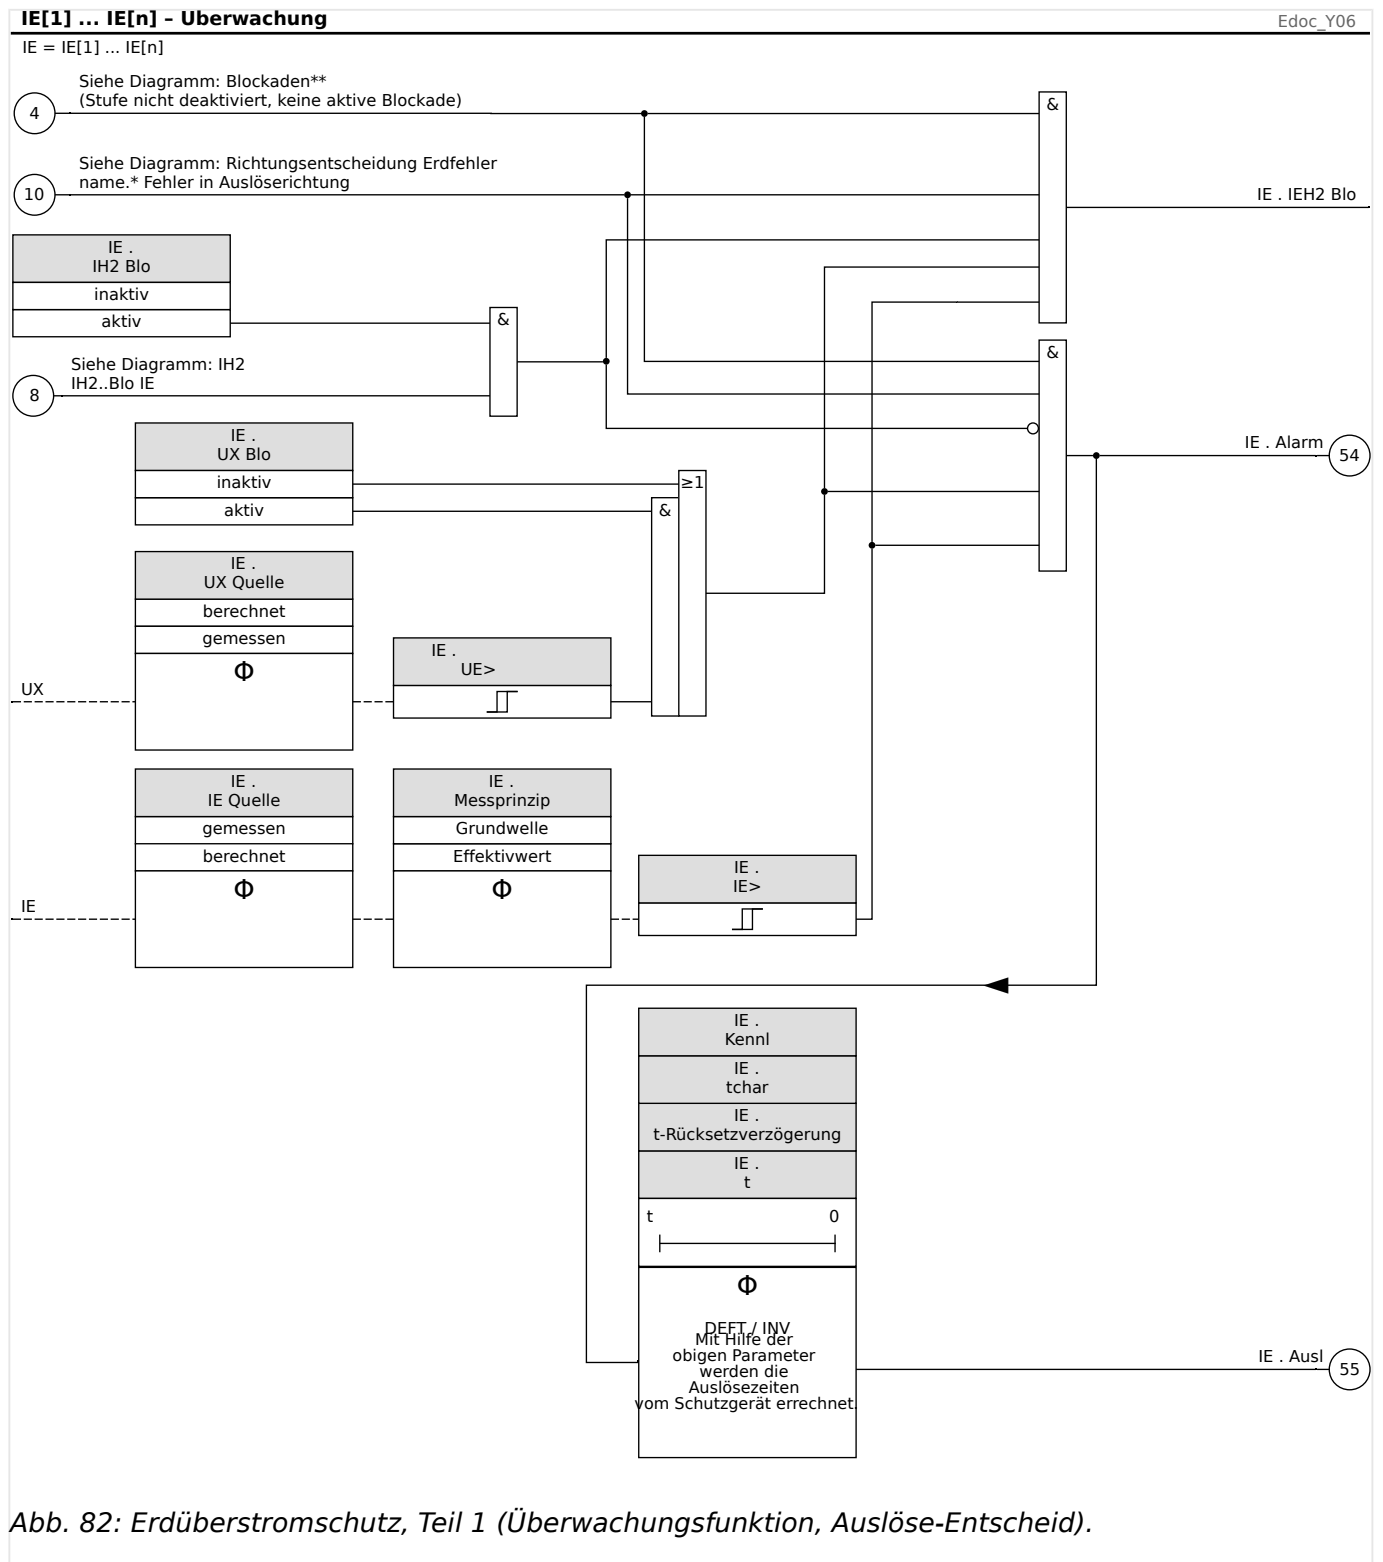 IE[1] ... IE[n] – Überwachung
Edoc_Y06
IE = IE[1] ... IE[n]
Siehe Diagramm: Blockaden**
(Stufe nicht deaktiviert, keine aktive Blockade)
4
&
Siehe Diagramm: Richtungsentscheidung Erdfehler
name.* Fehler in Auslöserichtung
10
IE . IEH2 Blo
IE .
IH2 Blo
inaktiv
aktiv
&
&
Siehe Diagramm: IH2
IH2..Blo IE
8
IE .
UX Blo
inaktiv
aktiv
≥1
&
IE . Alarm
54
IE .
UX Quelle
berechnet
gemessen
Φ
UX
IE .
UE>
IE .
IE Quelle
gemessen
berechnet
Φ
IE
IE .
Messprinzip
Grundwelle
Effektivwert
Φ
IE .
IE>
IE .
Kennl
IE .
tchar
IE .
t-Rücksetzverzögerung
IE .
t
t 0
Φ
DEFT / INV
Mit Hilfe der
obigen Parameter
werden die
Auslösezeiten
vom Schutzgerät errechnet.
IE . Ausl
55
Abb. 82: Erdüberstromschutz, Teil 1 (Überwachungsfunktion, Auslöse-Entscheid).